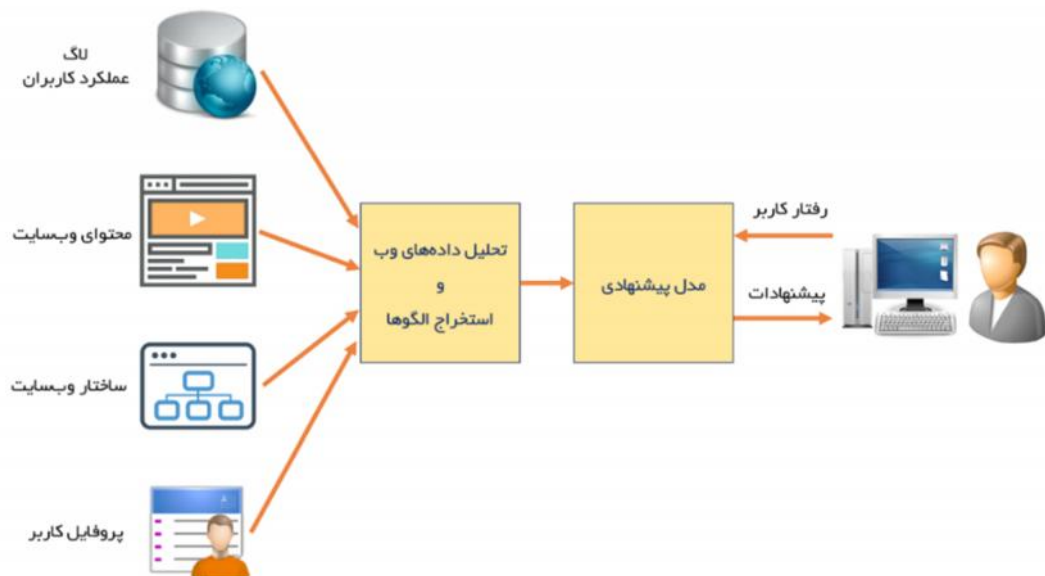 لاگ
عملکرد کاربران
محتوای وب‌سایت
ساختار وب‌سایت
پروفایل کاربر
تحلیل داده‌های وب
و
استخراج الگوها
مدل پیشنهادی
رفتار کاربر
پیشنهادات